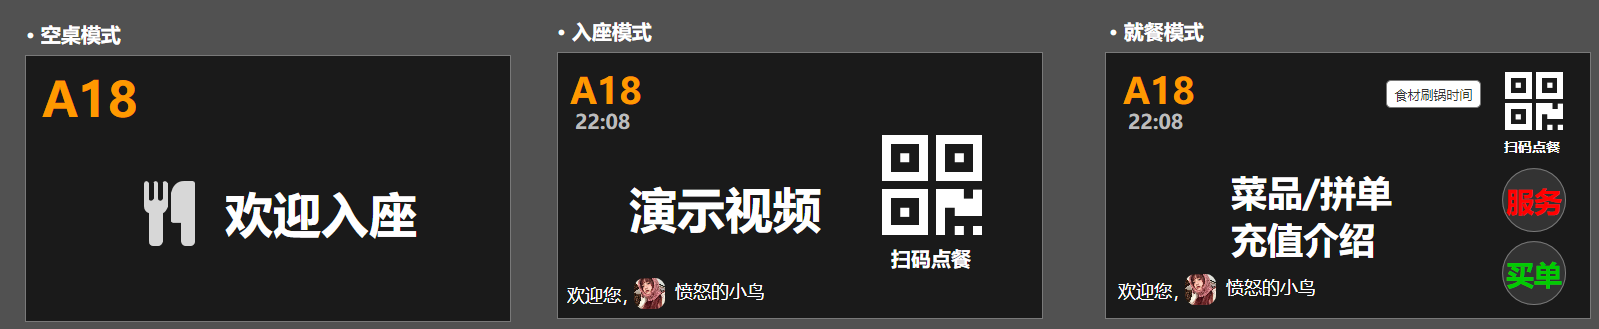 • 空桌模式
A18
欢迎入座
• 入座模式
A18
22:08
演示视频
扫码点餐
欢迎您，
愤怒的小鸟
• 就餐模式
A18
22:08
食材刷锅时间
扫码点餐
菜品/拼单
充值介绍
服务
买单
欢迎您，
愤怒的小鸟